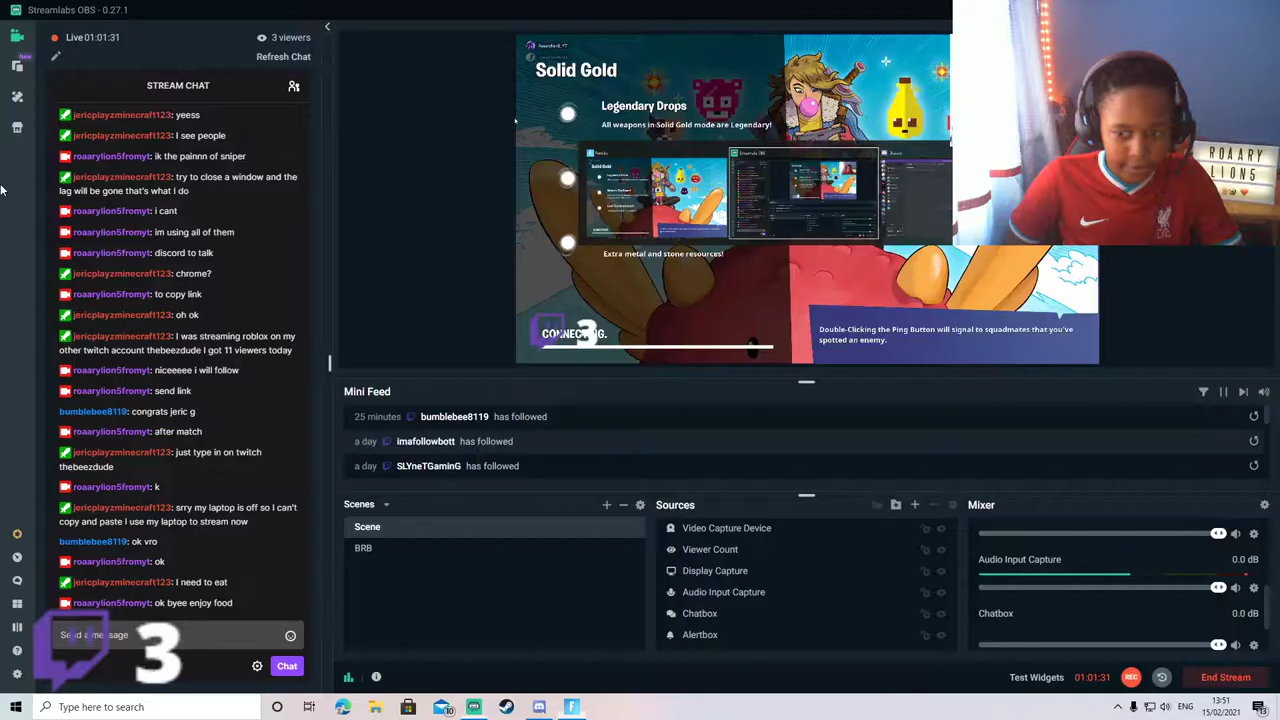 Streamlabs OBS - 0.27.1
Live 01:01:31
3 viewers
Refresh Chat
New
STREAM CHAT
jericplayzminecraft123: yeess
jericplayzminecraft123: I see people
roaarylion5fromyt: ik the painnn of sniper
jericplayzminecraft123: try to close a window and the
lag will be gone that's what I do
roaarylion5fromyt: i cant
roaarylion5fromyt: im using all of them
roaarylion5fromyt: discord to talk
jericplayzminecraft123: chrome?
roaarylion5fromyt: to copy link
jericplayzminecraft123: oh ok
jericplayzminecraft123: I was streaming roblox on my
other twitch account thebeezdude I got 11 viewers today
roaarylion5fromyt: niceeeee i will follow
roaarylion5fromyt: send link
bumblebee8119: congrats jeric g
roaarylion5fromyt: after match
jericplayzminecraft123: just type in on twitch
thebeezdude
roaarylion5fromyt: k
jericplayzminecraft123: srry my laptop is off so I can't
copy and paste I use my laptop to stream now
bumblebee8119: ok vro
roaarylion5fromyt: ok
jericplayzminecraft123: I need to eat
roaarylion5fromyt: ok byee enjoy food
Send a message
3
Chat
Solid Gold
Legendary Drops
All weapons in Solid Gold mode are Legendary!
Streamlabs OBS
Solid Gold
Extra metal and stone resources!
CONNECTING.
3
Double-Clicking the Ping Button will signal to squadmates that you've
spotted an enemy.
ROAARY
LION5
Mini Feed
25 minutes bumblebee8119 has followed
a day imafollowbott has followed
a day SLYneTGaminG has followed
Scenes
Scene
BRB
Sources
Video Capture Device
Viewer Count
Display Capture
Audio Input Capture
Chatbox
Alertbox
Mixer
Audio Input Capture 0.0 dB
Chatbox 0.0 dB
Test Widgets
01:01:31
REC
End Stream
Type here to search
10
ENG
13:51
15/02/2021
13